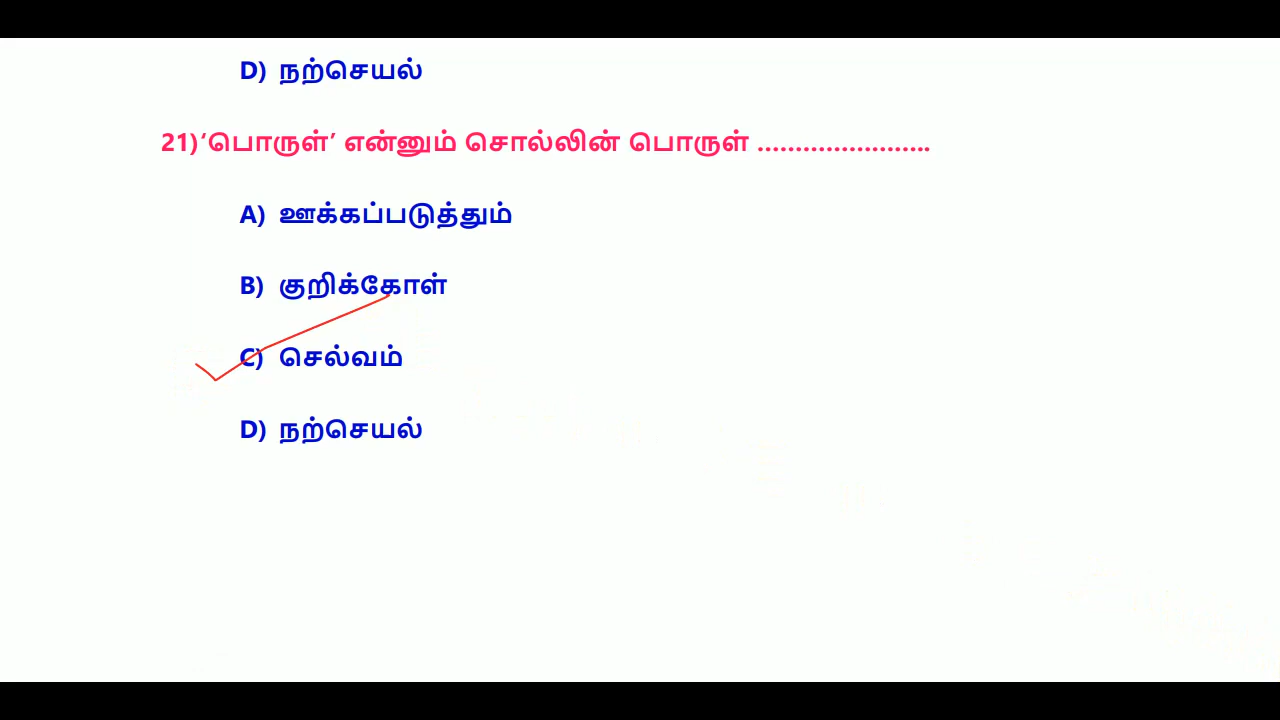 D) நற்செயல்
21) ‘பொருள்’ என்னும் சொல்லின் பொருள் ........................
A) ஊக்கப்படுத்தும்
B) குறிக்கோள்
C) செல்வம்
D) நற்செயல்